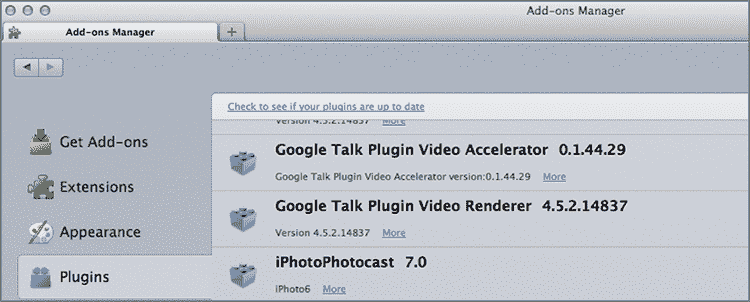 Add-ons Manager
Add-ons Manager
Check to see if your plugins are up to date
Version 4.5.2.14837 More
Get Add-ons
Google Talk Plugin Video Accelerator 0.1.44.29
Google Talk Plugin Video Accelerator version:0.1.44.29 More
Extensions
Google Talk Plugin Video Renderer 4.5.2.14837
Version 4.5.2.14837 More
Appearance
iPhotoPhotocast 7.0
Plugins
iPhoto6 More